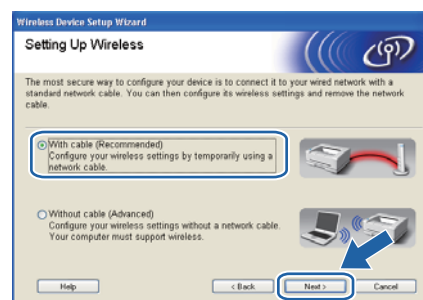 Wireless Device Setup Wizard
Setting Up Wireless
The most secure way to configure your device is to connect it to your wired network with a
standard network cable. You can then configure its wireless settings and remove the network
cable.
With cable (Recommended)
Configure your wireless settings by temporarily using a
network cable.
Without cable (Advanced)
Configure your wireless settings without a network cable.
Your computer must support wireless.
Help
< Back
Next >
Cancel